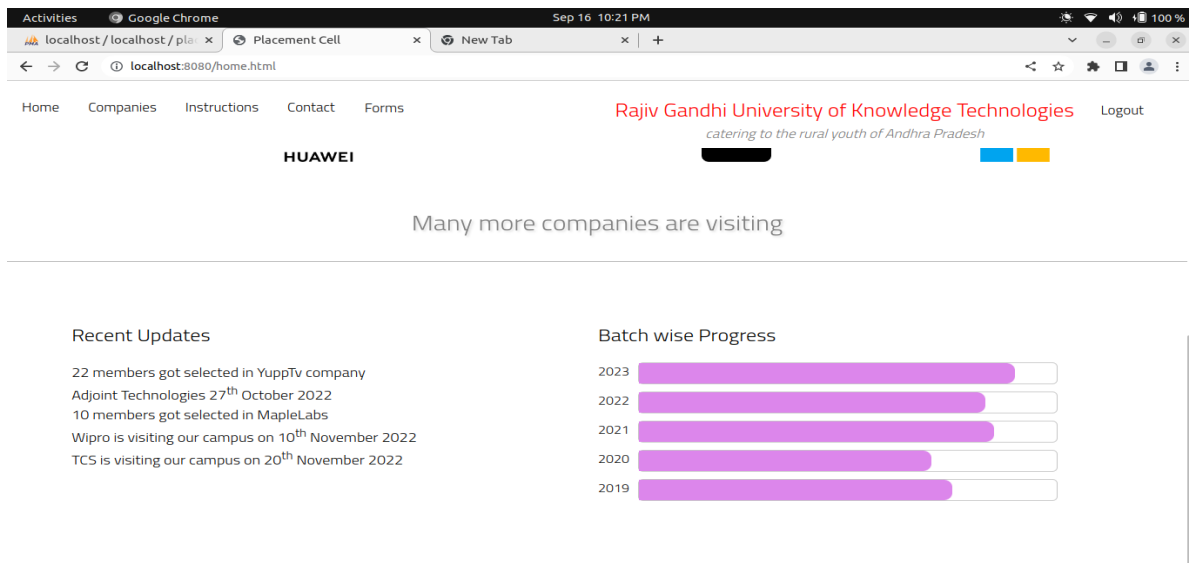 Activities Google Chrome Sep 16 10:21 PM 100 %
localhost / localhost / pla Placement Cell New Tab
localhost:8080/home.html
Home Companies Instructions Contact Forms Rajiv Gandhi University of Knowledge Technologies Logout
catering to the rural youth of Andhra Pradesh
HUAWEI
Many more companies are visiting
Recent Updates
22 members got selected in YuppTv company
Adjoint Technologies 27th October 2022
10 members got selected in MapleLabs
Wipro is visiting our campus on 10th November 2022
TCS is visiting our campus on 20th November 2022
Batch wise Progress
2023
2022
2021
2020
2019